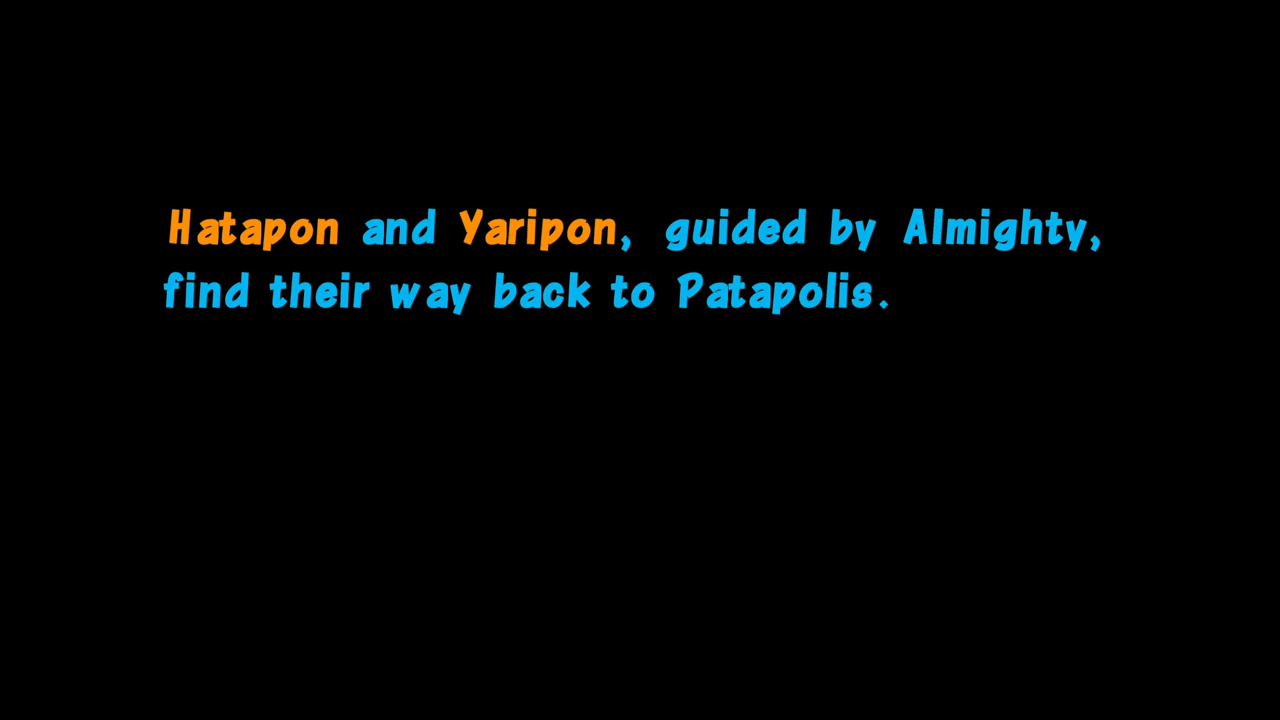 Hatapon and Yaripon, guided by Almighty,
find their way back to Patapolis.